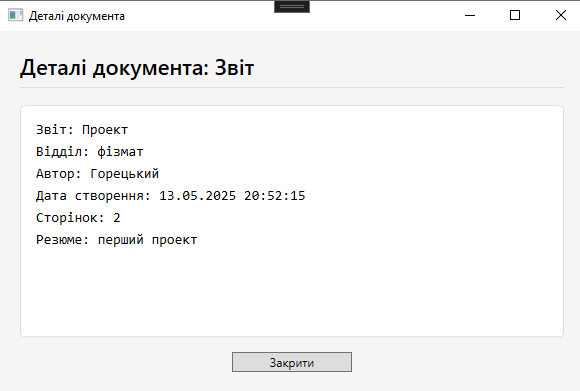 Деталі документа
Деталі документа: Звіт
Звіт: Проект
Відділ: фізмат
Автор: Горецький
Дата створення: 13.05.2025 20:52:15
Сторінок: 2
Резюме: перший проект
Закрити